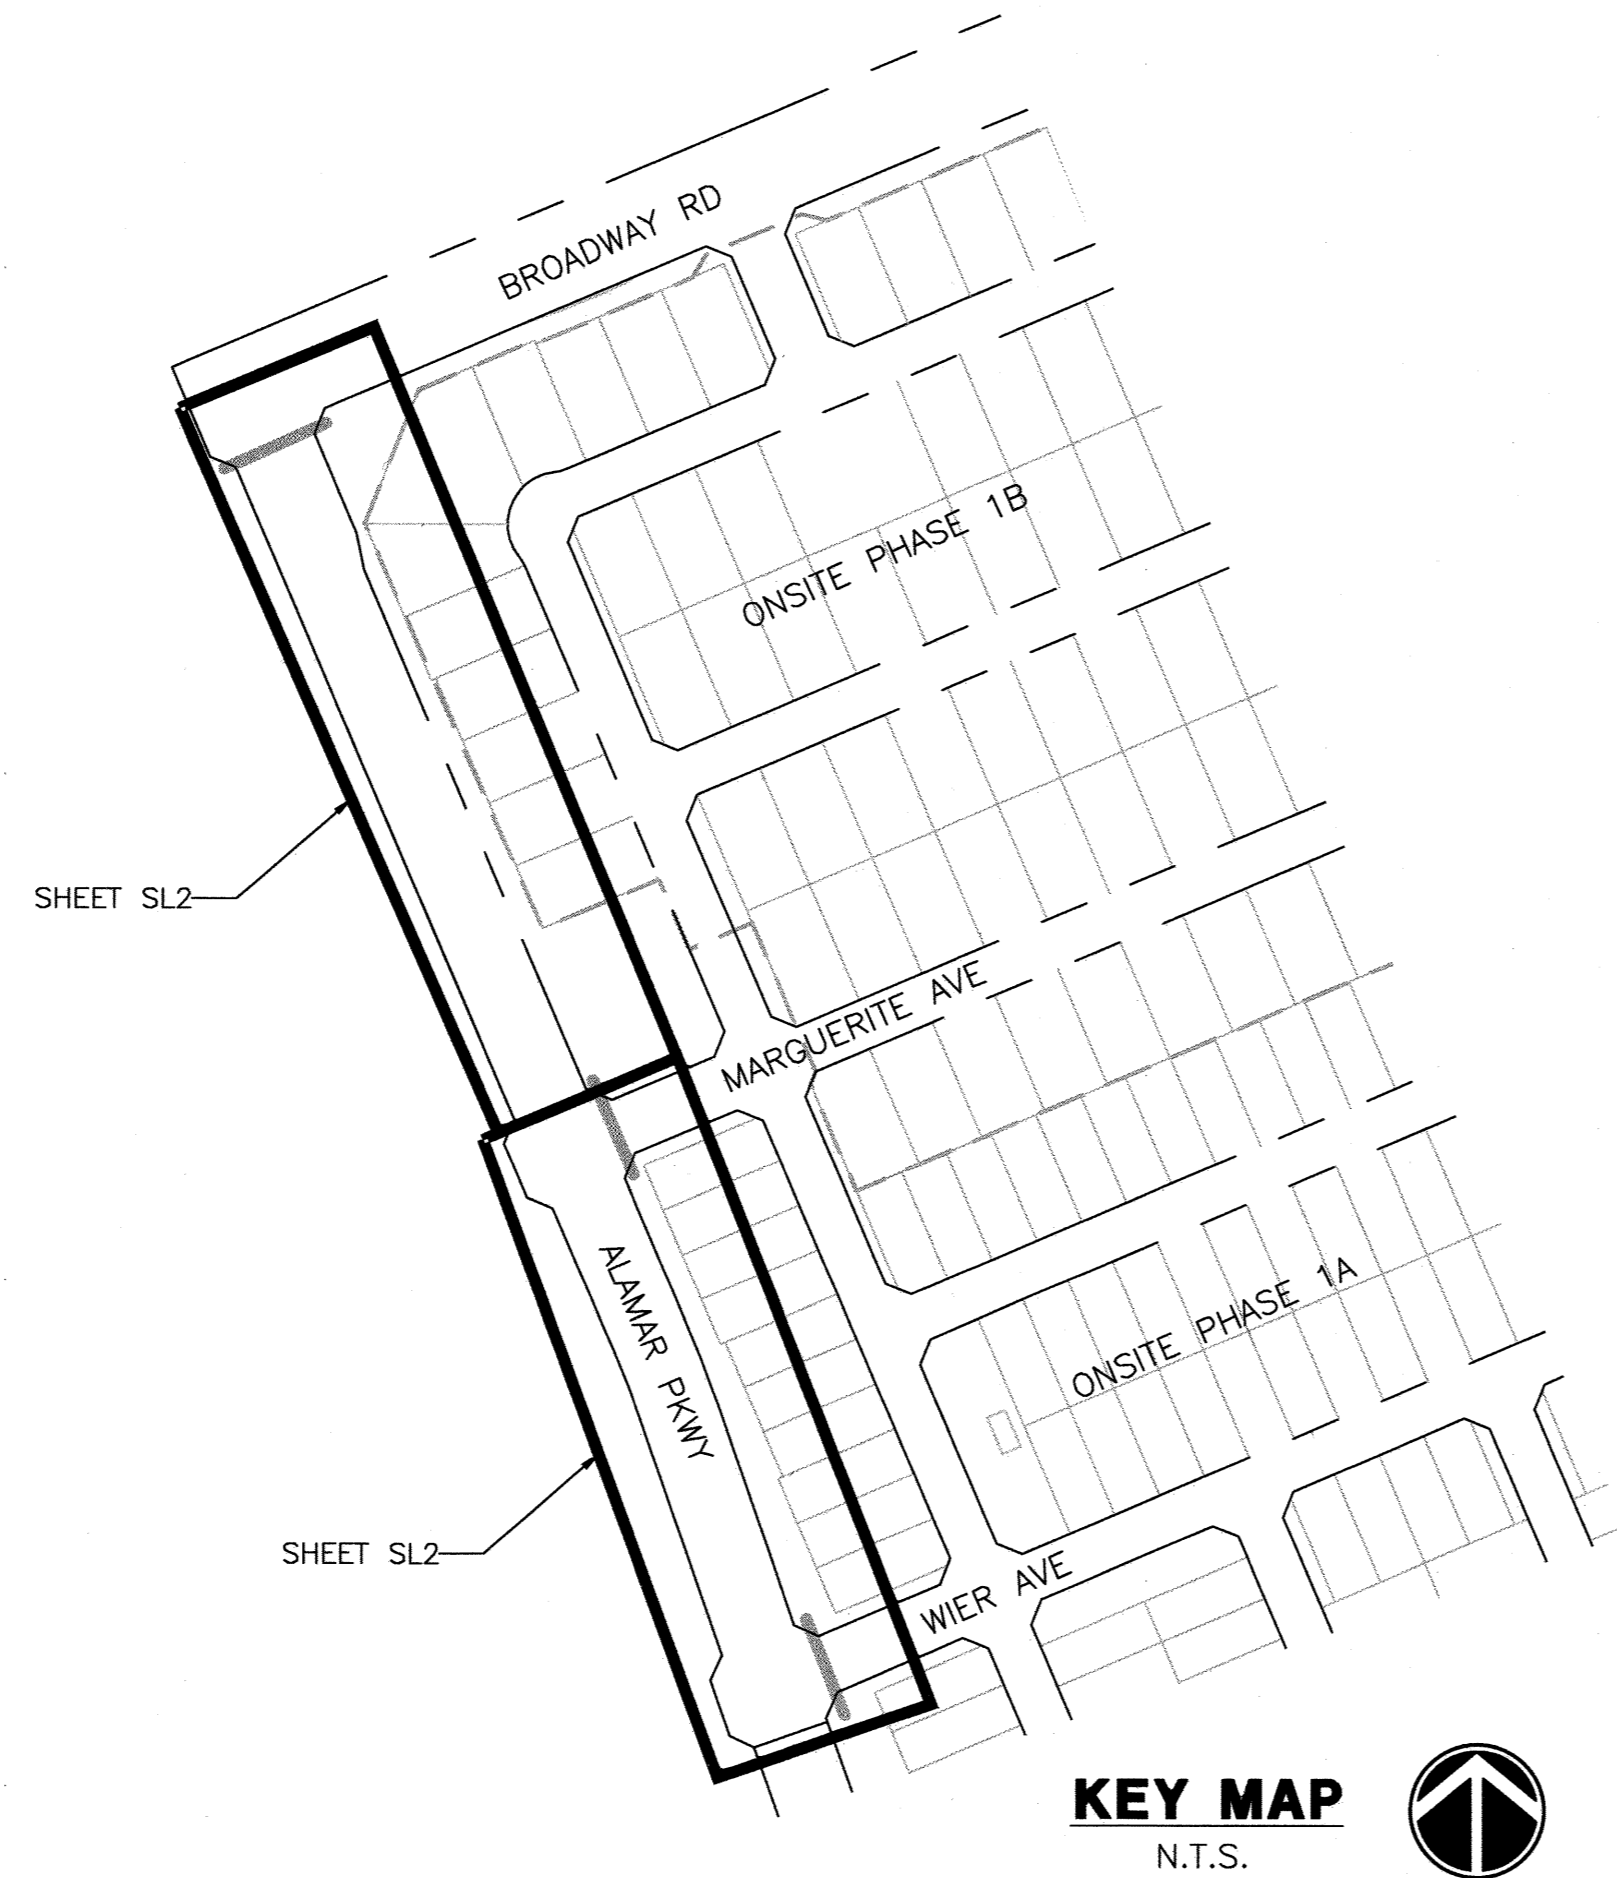 BROADWAY RD
ONSITE PHASE 1B
SHEET SL2
MARGUERITE AVE
ALAMAR PKWY
ONSITE PHASE 1A
SHEET SL2
WIER AVE
KEY MAP
N.T.S.